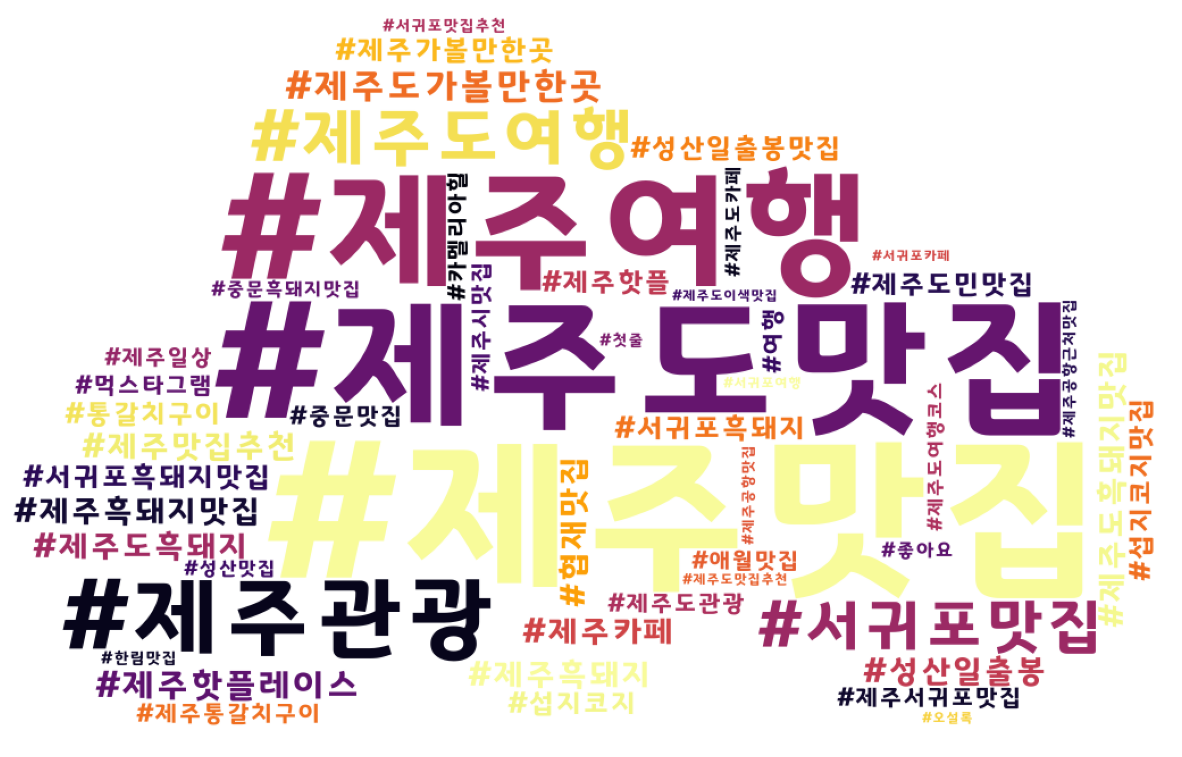 #서귀포맛집추천
#제주가볼만한곳
#제주도가볼만한곳
#제주도여행
#성산일출봉맛집
#제주여행
#카멜리아힐
#제주도카페
#서귀포카페
#중문흑돼지맛집
#제주시맛집
#제주핫플
#제주도이색맛집
#제주도민맛집
#제주도맛집
#첫줄
#여행
#제주공항근처맛집
#제주일상
#먹스타그램
#서귀포여행
#통갈치구이
#중문맛집
#서귀포흑돼지
#제주도여행코스
#제주도흑돼지맛집
#섭지코지맛집
#제주맛집추천
#제주맛집
#서귀포흑돼지맛집
#협재맛집
#제주공항맛집
#제주흑돼지맛집
#제주도흑돼지
#좋아요
#애월맛집
#성산맛집
#제주도맛집추천
#제주관광
#제주도관광
#서귀포맛집
#제주카페
#한림맛집
#성산일출봉
#제주핫플레이스
#제주흑돼지
#제주서귀포맛집
#섭지코지
#제주통갈치구이
#오설록